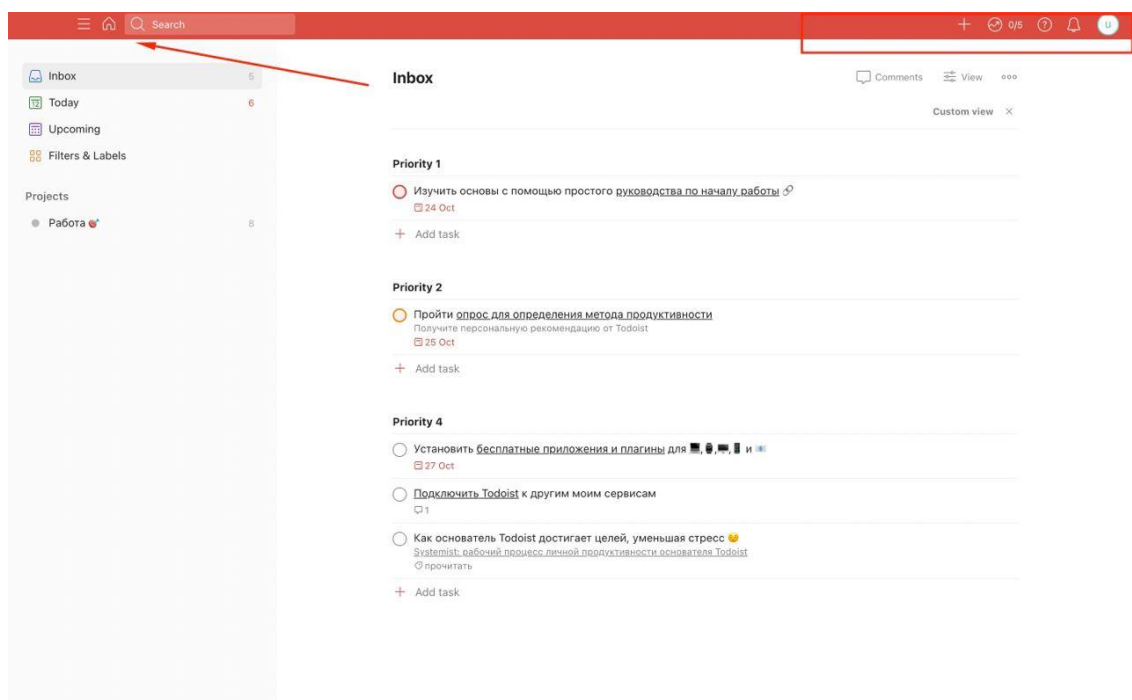 Search
0/5
U
Inbox 5
12 Today 6
Upcoming
Filters & Labels
Projects
Работа 🎯 8
Inbox
Comments View
Custom view
Priority 1
Изучить основы с помощью простого руководства по началу работы 🔗
24 Oct
Add task
Priority 2
Пройти опрос для определения метода продуктивности
Получите персональную рекомендацию от Todoist
25 Oct
Add task
Priority 4
Установить бесплатные приложения и плагины для 💻,⌚,⌨,📱 и 📧
27 Oct
Подключить Todoist к другим моим сервисам
1
Как основатель Todoist достигает целей, уменьшая стресс 😉
Systemist: рабочий процесс личной продуктивности основателя Todoist
прочитать
Add task